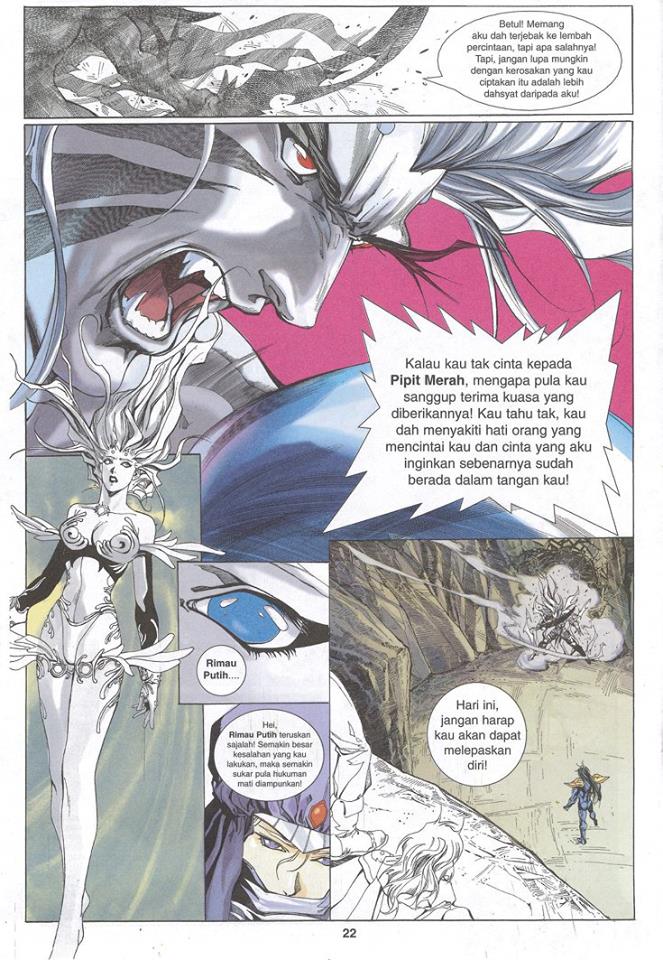 Betul! Memang
aku dah terjebak ke lembah
percintaan, tapi apa salahnya!
Tapi, jangan lupa mungkin
dengan kerosakan yang kau
ciptakan itu adalah lebih
dahsyat daripada aku!
Kalau kau tak cinta kepada
Pipit Merah, mengapa pula kau
sanggup terima kuasa yang
diberikannya! Kau tahu tak, kau
dah menyakiti hati orang yang
mencintai kau dan cinta yang aku
inginkan sebenarnya sudah
berada dalam tangan kau!
Rimau
Putih....
Hei,
Rimau Putih teruskan
sajalah! Semakin besar
kesalahan yang kau
lakukan, maka semakin
sukar pula hukuman
mati diampunkan!
Hari ini,
jangan harap
kau akan dapat
melepaskan
diri!
22